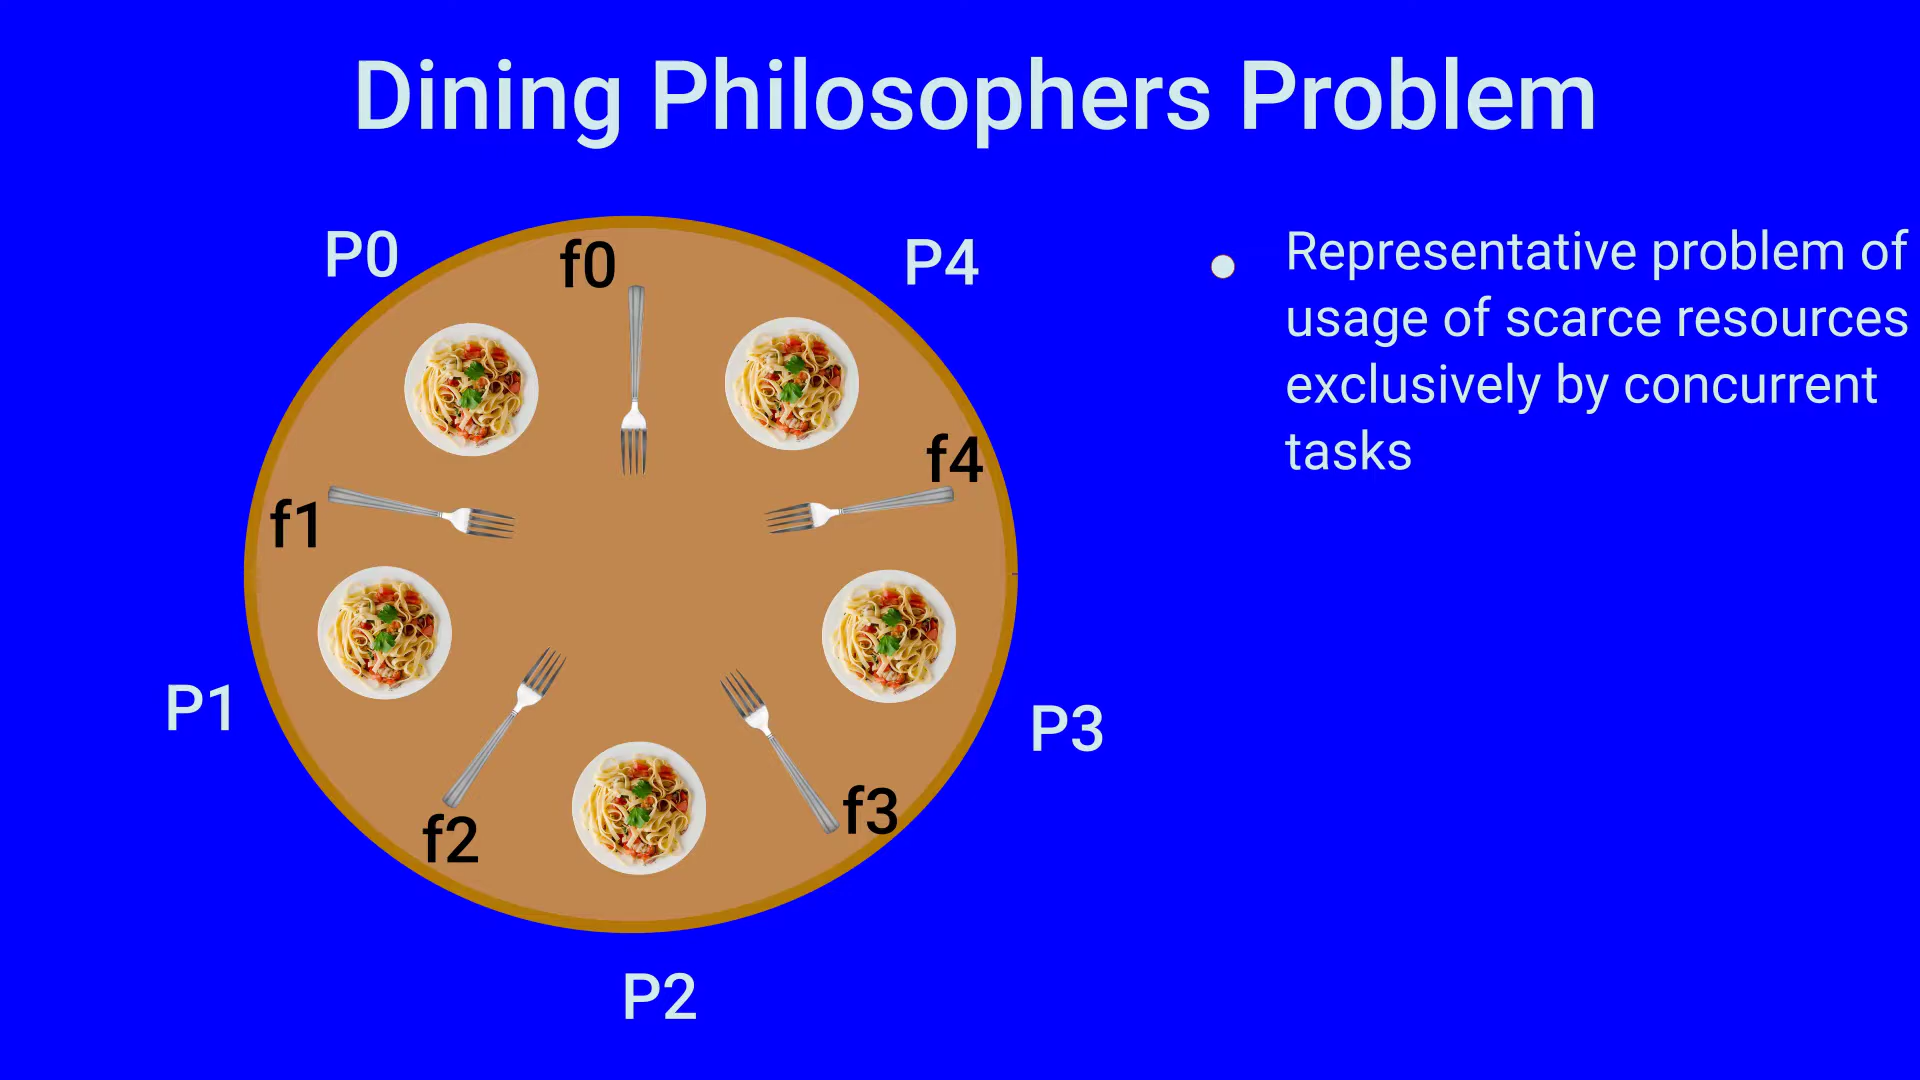 Dining Philosophers Problem
P0
f0
P4
f4
f1
P1
P3
f3
f2
P2
Representative problem of
usage of scarce resources
exclusively by concurrent
tasks